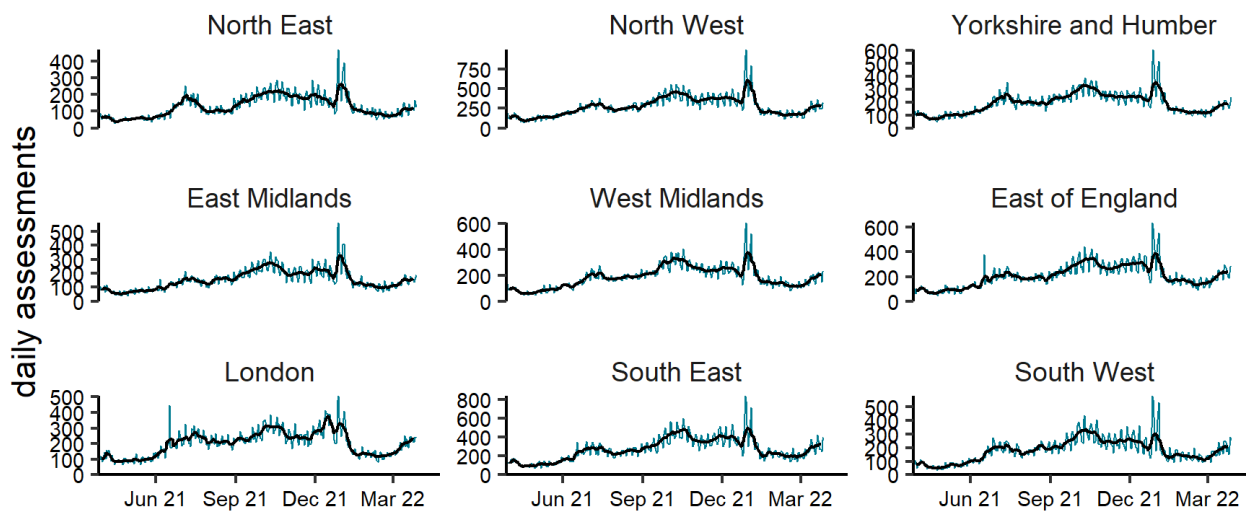 North East North West Yorkshire and Humber
400 300 200 100 0
750 500 250 0
600 500 400 300 200 100 0
daily assessments
East Midlands West Midlands East of England
500 400 300 200 100 0
600 400 200 0
600 400 200 0
London South East South West
500 400 300 200 100 0
800 600 400 200 0
500 400 300 200 100 0
Jun 21 Sep 21 Dec 21 Mar 22 Jun 21 Sep 21 Dec 21 Mar 22 Jun 21 Sep 21 Dec 21 Mar 22